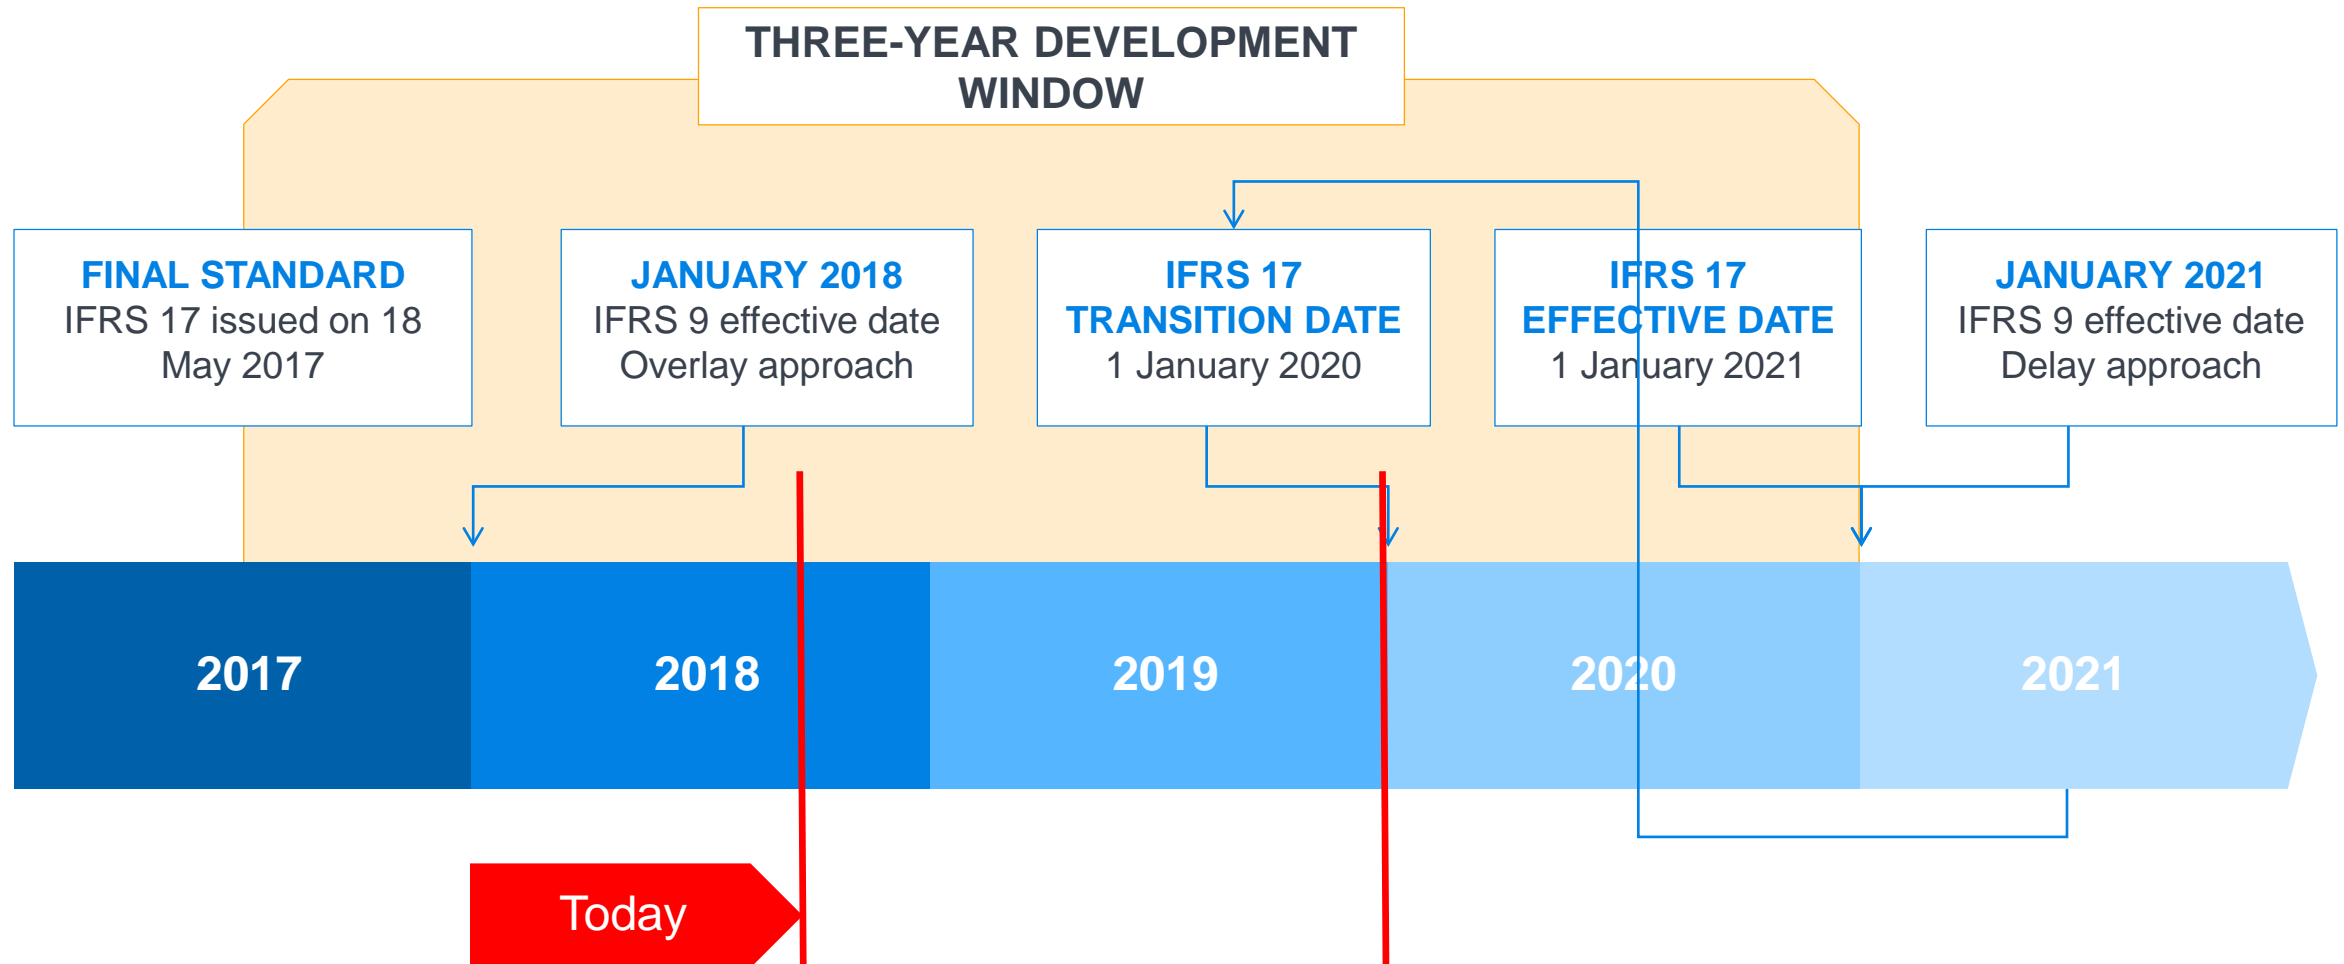 THREE-YEAR DEVELOPMENT
WINDOW
FINAL STANDARD
IFRS 17 issued on 18
May 2017
JANUARY 2018
IFRS 9 effective date
Overlay approach
IFRS 17
TRANSITION DATE
1 January 2020
IFRS 17
EFFECTIVE DATE
1 January 2021
JANUARY 2021
IFRS 9 effective date
Delay approach
2017
2018
2019
2020
2021
Today